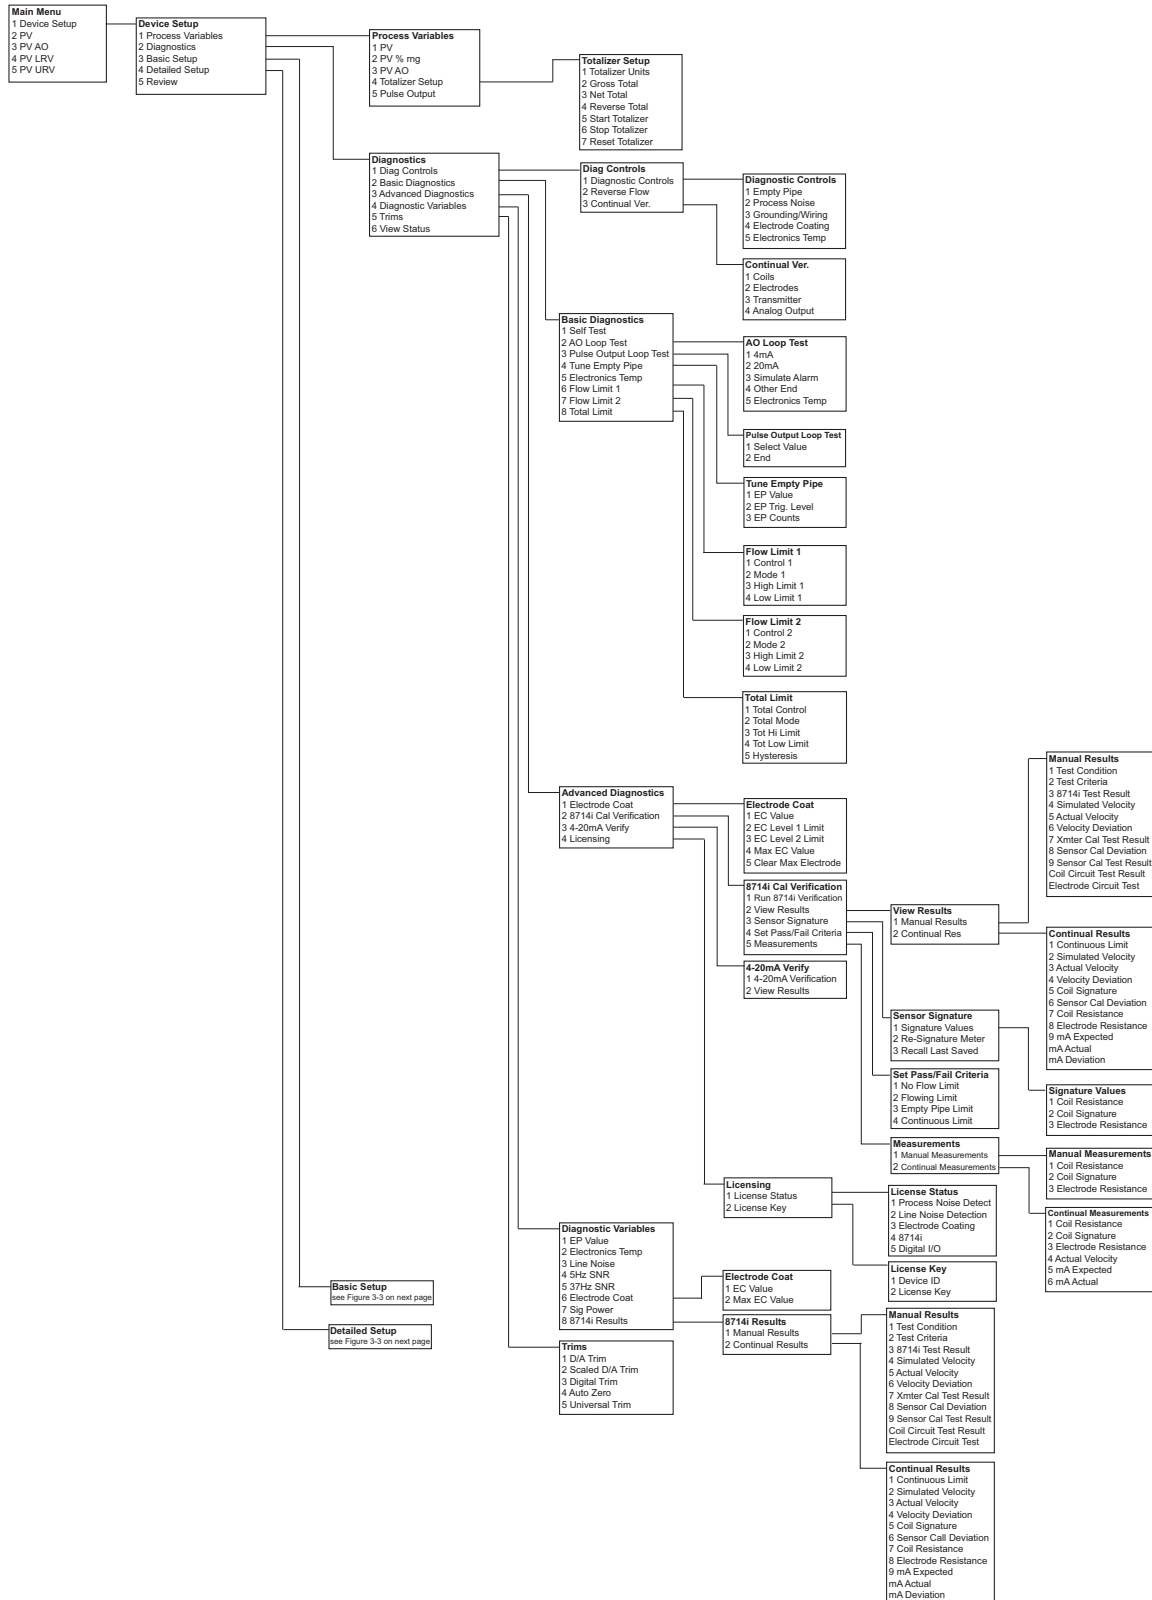 Main Menu
1 Device Setup
2 PV
3 PV AO
4 PV LRV
5 PV URV
Device Setup
1 Process Variables
2 Diagnostics
3 Basic Setup
4 Detailed Setup
5 Review
Process Variables
1 PV
2 PV % rng
3 PV AO
4 Totalizer Setup
5 Pulse Output
Totalizer Setup
1 Totalizer Units
2 Gross Total
3 Net Total
4 Reverse Total
5 Start Totalizer
6 Stop Totalizer
7 Reset Totalizer
Diagnostics
1 Diag Controls
2 Basic Diagnostics
3 Advanced Diagnostics
4 Diagnostic Variables
5 Trims
6 View Status
Diag Controls
1 Diagnostic Controls
2 Reverse Flow
3 Continual Ver.
Diagnostic Controls
1 Empty Pipe
2 Process Noise
3 Grounding/Wiring
4 Electrode Coating
5 Electronics Temp
Continual Ver.
1 Coils
2 Electrodes
3 Transmitter
4 Analog Output
Basic Diagnostics
1 Self Test
2 AO Loop Test
3 Pulse Output Loop Test
4 Tune Empty Pipe
5 Electronics Temp
6 Flow Limit 1
7 Flow Limit 2
8 Total Limit
AO Loop Test
1 4mA
2 20mA
3 Simulate Alarm
4 Other End
5 Electronics Temp
Pulse Output Loop Test
1 Select Value
2 End
Tune Empty Pipe
1 EP Value
2 EP Trig. Level
3 EP Counts
Flow Limit 1
1 Control 1
2 Mode 1
3 High Limit 1
4 Low Limit 1
Flow Limit 2
1 Control 2
2 Mode 2
3 High Limit 2
4 Low Limit 2
Total Limit
1 Total Control
2 Total Mode
3 Tot Hi Limit
4 Tot Low Limit
5 Hysteresis
Advanced Diagnostics
1 Electrode Coat
2 8714i Cal Verification
3 4-20mA Verify
4 Licensing
Electrode Coat
1 EC Value
2 EC Level 1 Limit
3 EC Level 2 Limit
4 Max EC Value
5 Clear Max Electrode
8714i Cal Verification
1 Run 8714i Verification
2 View Results
3 Sensor Signature
4 Set Pass/Fail Criteria
5 Measurements
4-20mA Verify
1 4-20mA Verification
2 View Results
View Results
1 Manual Results
2 Continual Res
Manual Results
1 Test Condition
2 Test Criteria
3 8714i Test Result
4 Simulated Velocity
5 Actual Velocity
6 Velocity Deviation
7 Xmter Cal Test Result
8 Sensor Cal Deviation
9 Sensor Cal Test Result
Coil Circuit Test Result
Electrode Circuit Test
Continual Results
1 Continuous Limit
2 Simulated Velocity
3 Actual Velocity
4 Velocity Deviation
5 Coil Signature
6 Sensor Cal Deviation
7 Coil Resistance
8 Electrode Resistance
9 mA Expected
mA Actual
mA Deviation
Sensor Signature
1 Signature Values
2 Re-Signature Meter
3 Recall Last Saved
Set Pass/Fail Criteria
1 No Flow Limit
2 Flowing Limit
3 Empty Pipe Limit
4 Continuous Limit
Signature Values
1 Coil Resistance
2 Coil Signature
3 Electrode Resistance
Measurements
1 Manual Measurements
2 Continual Measurements
Manual Measurements
1 Coil Resistance
2 Coil Signature
3 Electrode Resistance
Continual Measurements
1 Coil Resistance
2 Coil Signature
3 Electrode Resistance
4 Actual Velocity
5 mA Expected
6 mA Actual
Licensing
1 License Status
2 License Key
License Status
1 Process Noise Detect
2 Line Noise Detection
3 Electrode Coating
4 8714i
5 Digital I/O
License Key
1 Device ID
2 License Key
Diagnostic Variables
1 EP Value
2 Electronics Temp
3 Line Noise
4 5Hz SNR
5 37Hz SNR
6 Electrode Coat
7 Sig Power
8 8714i Results
Electrode Coat
1 EC Value
2 Max EC Value
8714i Results
1 Manual Results
2 Continual Results
Manual Results
1 Test Condition
2 Test Criteria
3 8714i Test Result
4 Simulated Velocity
5 Actual Velocity
6 Velocity Deviation
7 Xmter Cal Test Result
8 Sensor Cal Deviation
9 Sensor Cal Test Result
Coil Circuit Test Result
Electrode Circuit Test
Continual Results
1 Continuous Limit
2 Simulated Velocity
3 Actual Velocity
4 Velocity Deviation
5 Coil Signature
6 Sensor Call Deviation
7 Coil Resistance
8 Electrode Resistance
9 mA Expected
mA Actual
mA Deviation
Trims
1 D/A Trim
2 Scaled D/A Trim
3 Digital Trim
4 Auto Zero
5 Universal Trim
Basic Setup
see Figure 3-3 on next page
Detailed Setup
see Figure 3-3 on next page